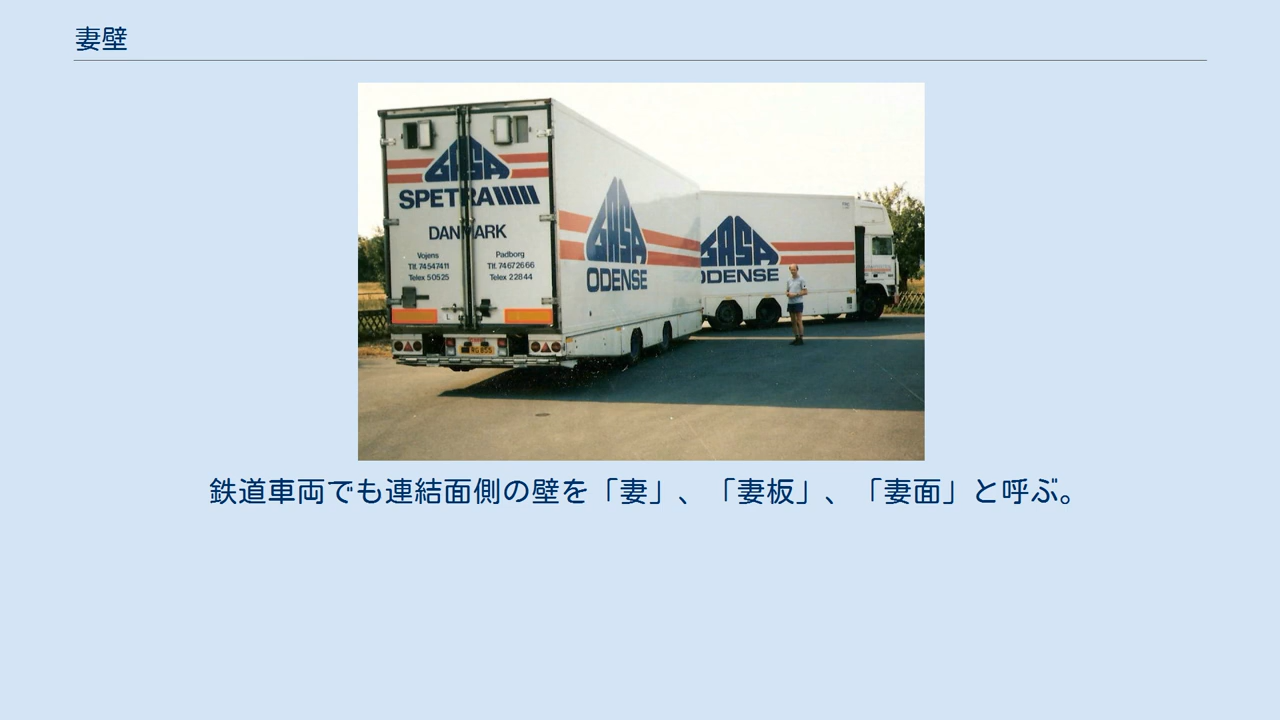 妻壁
GASA
SPETRA
DANMARK
Vojens
Tlf. 74547411
Telex 50525
Padborg
Tlf. 74672666
Telex 22844
GASA
ODENSE
GASA
ODENSE
鉄道車両でも連結面側の壁を「妻」、「妻板」、「妻面」と呼ぶ。